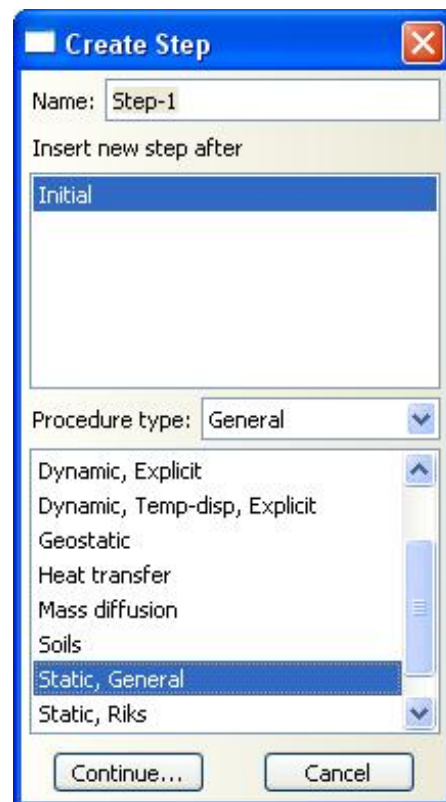 Create Step
Name: Step-1
Insert new step after
Initial
Procedure type: General
Dynamic, Explicit
Dynamic, Temp-disp, Explicit
Geostatic
Heat transfer
Mass diffusion
Soils
Static, General
Static, Riks
Continue... Cancel